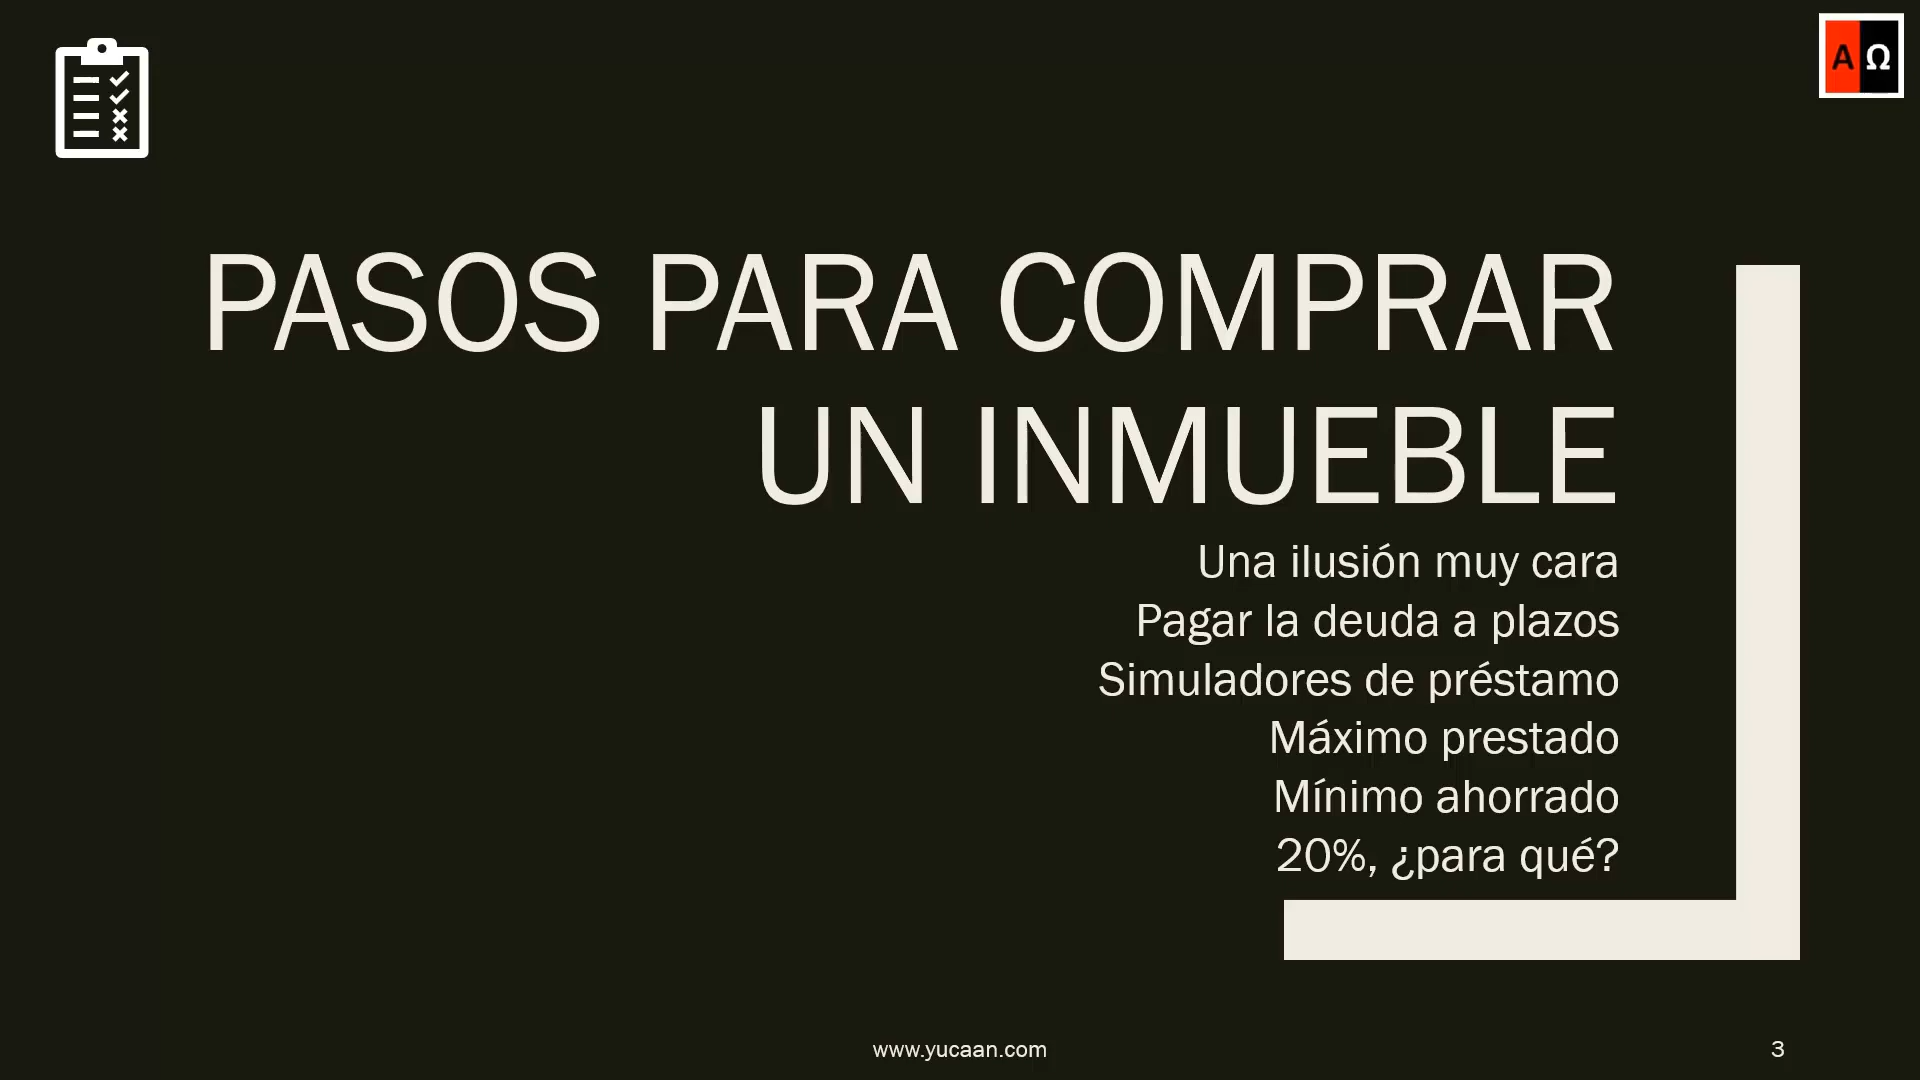 A Ω
PASOS PARA COMPRAR
UN INMUEBLE
Una ilusión muy cara
Pagar la deuda a plazos
Simuladores de préstamo
Máximo prestado
Mínimo ahorrado
20%, ¿para qué?
www.yucaan.com
3